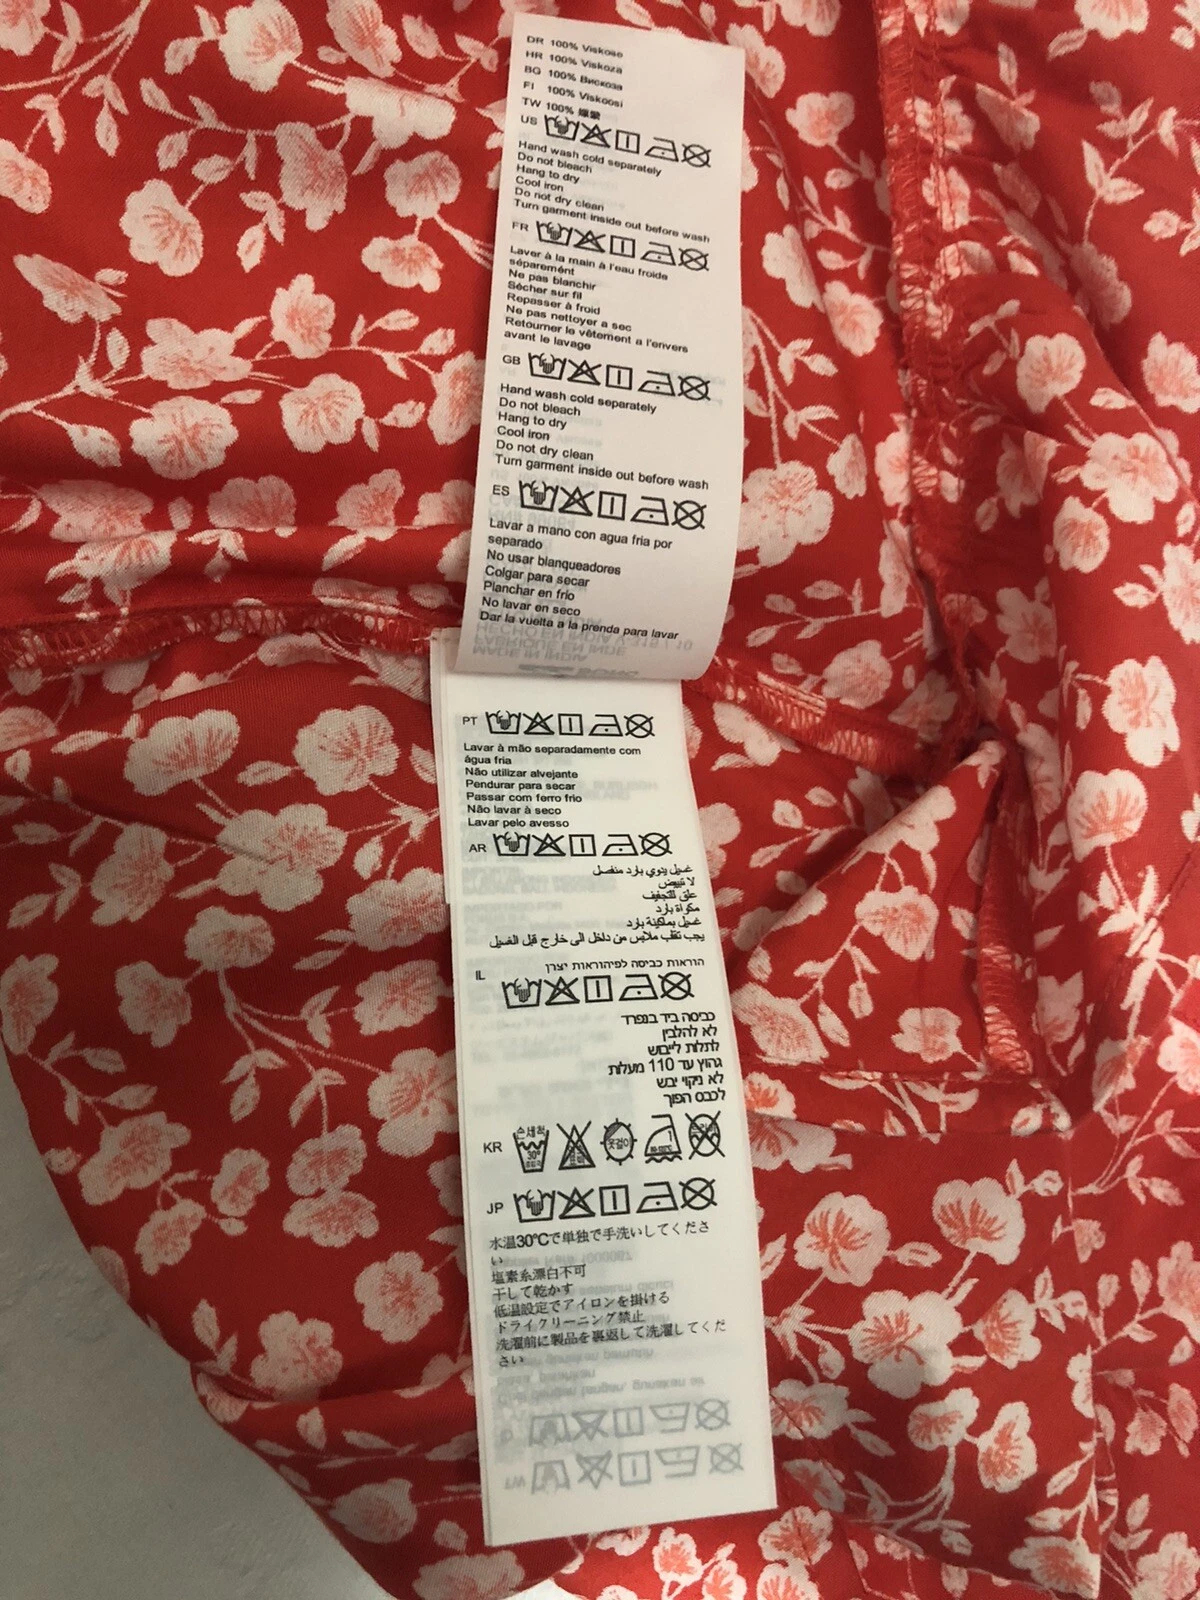 DR 100% Viskose
HR 100% Viskoza
BG 100% Вискоза
FI 100% Viskoosi
TW 100% 嫘縈
US
Hand wash cold separately
Do not bleach
Hang to dry
Cool iron
Do not dry clean
Turn garment inside out before wash
FR
Laver à la main à l'eau froide
séparemént
Ne pas blanchir
Sécher sur fil
Repasser à froid
Ne pas nettoyer a sec
Retourner le vêtement a l'envers
avant le lavage
GB
Hand wash cold separately
Do not bleach
Hang to dry
Cool iron
Do not dry clean
Turn garment inside out before wash
ES
Lavar a mano con agua fria por
separado
No usar blanqueadores
Colgar para secar
Planchar en frio
No lavar en seco
Dar la vuelta a la prenda para lavar
PT
Lavar à mão separadamente com
água fria
Não utilizar alvejante
Pendurar para secar
Passar com ferro frio
Não lavar à seco
Lavar pelo avesso
AR
غسيل يدوي بارد منفصل
لا تبييض
علق للتجفيف
مكواة بارد
غسيل بماكينة بارد
يجب تقلب ملابس من داخل الى خارج قبل الغسيل
IL
הוראות כביסה לפיהוראות יצרן
כביסה ביד בנפרד
לא להלבין
לתלות לייבוש
גהוץ עד 110 מעלות
לא ניקוי יבש
לכבס הפוך
KR
손세척
30°
옷걸이
JP
水温30℃で単独で手洗いしてくださ
い
塩素系漂白不可
干して乾かす
低温設定でアイロンを掛ける
ドライクリーニング禁止
洗濯前に製品を裏返して洗濯してくだ
さい